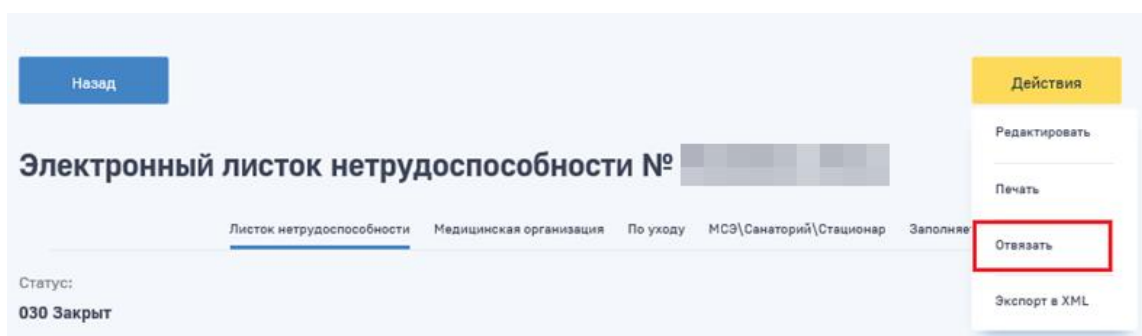 Назад
Действия
Редактировать
Электронный листок нетрудоспособности №
Печать
Листок нетрудоспособности Медицинская организация По уходу МСЭ\Санаторий\Стационар Заполняе
Отвязать
Статус:
Экспорт в XML
030 Закрыт